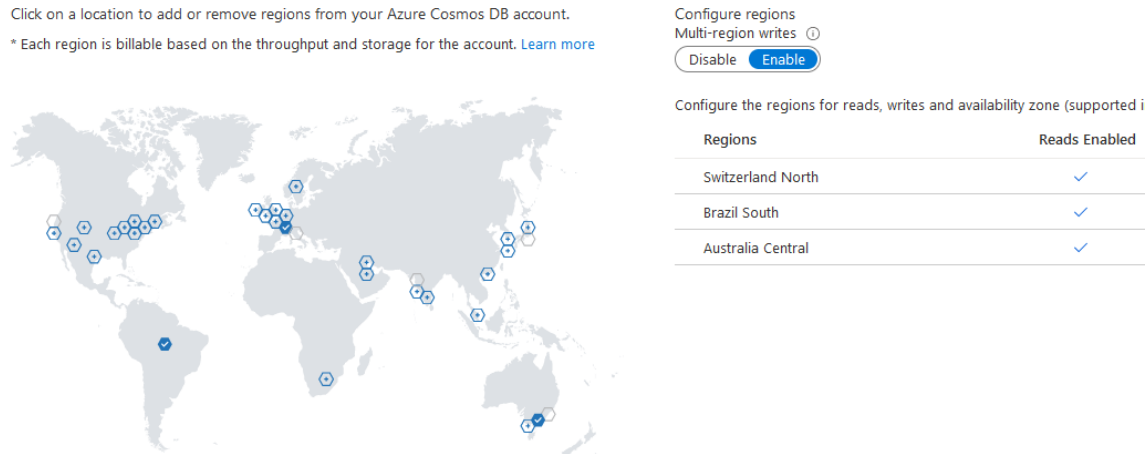 Click on a location to add or remove regions from your Azure Cosmos DB account.
* Each region is billable based on the throughput and storage for the account. Learn more
Configure regions
Multi-region writes
Disable Enable
Configure the regions for reads, writes and availability zone (supported i
Regions Reads Enabled
Switzerland North
Brazil South
Australia Central